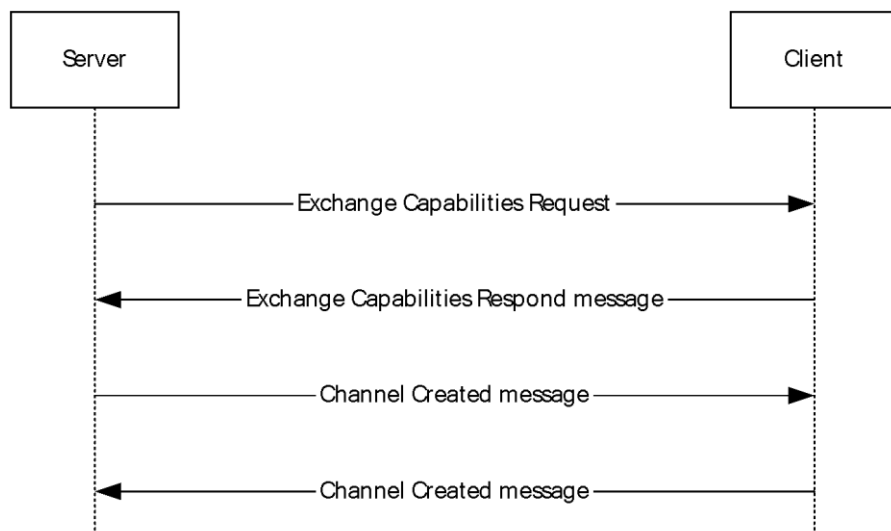 Server
Client
Exchange Capabilities Request
Exchange Capabilities Respond message
Channel Created message
Channel Created message